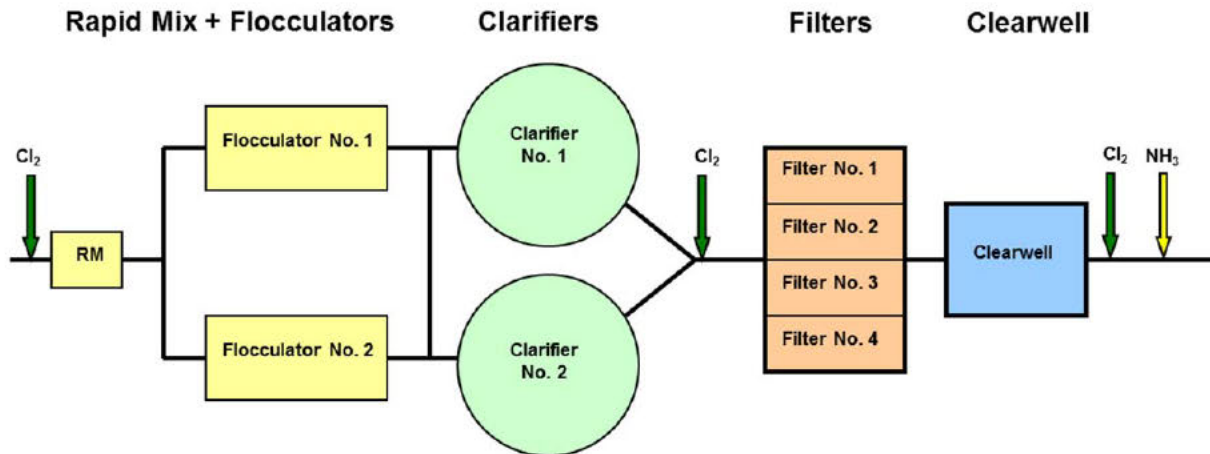 Rapid Mix + Flocculators
Clarifiers
Filters
Clearwell
Cl₂
RM
Flocculator No. 1
Flocculator No. 2
Clarifier
No. 1
Clarifier
No. 2
Cl₂
Filter No. 1
Filter No. 2
Filter No. 3
Filter No. 4
Clearwell
Cl₂
NH₃